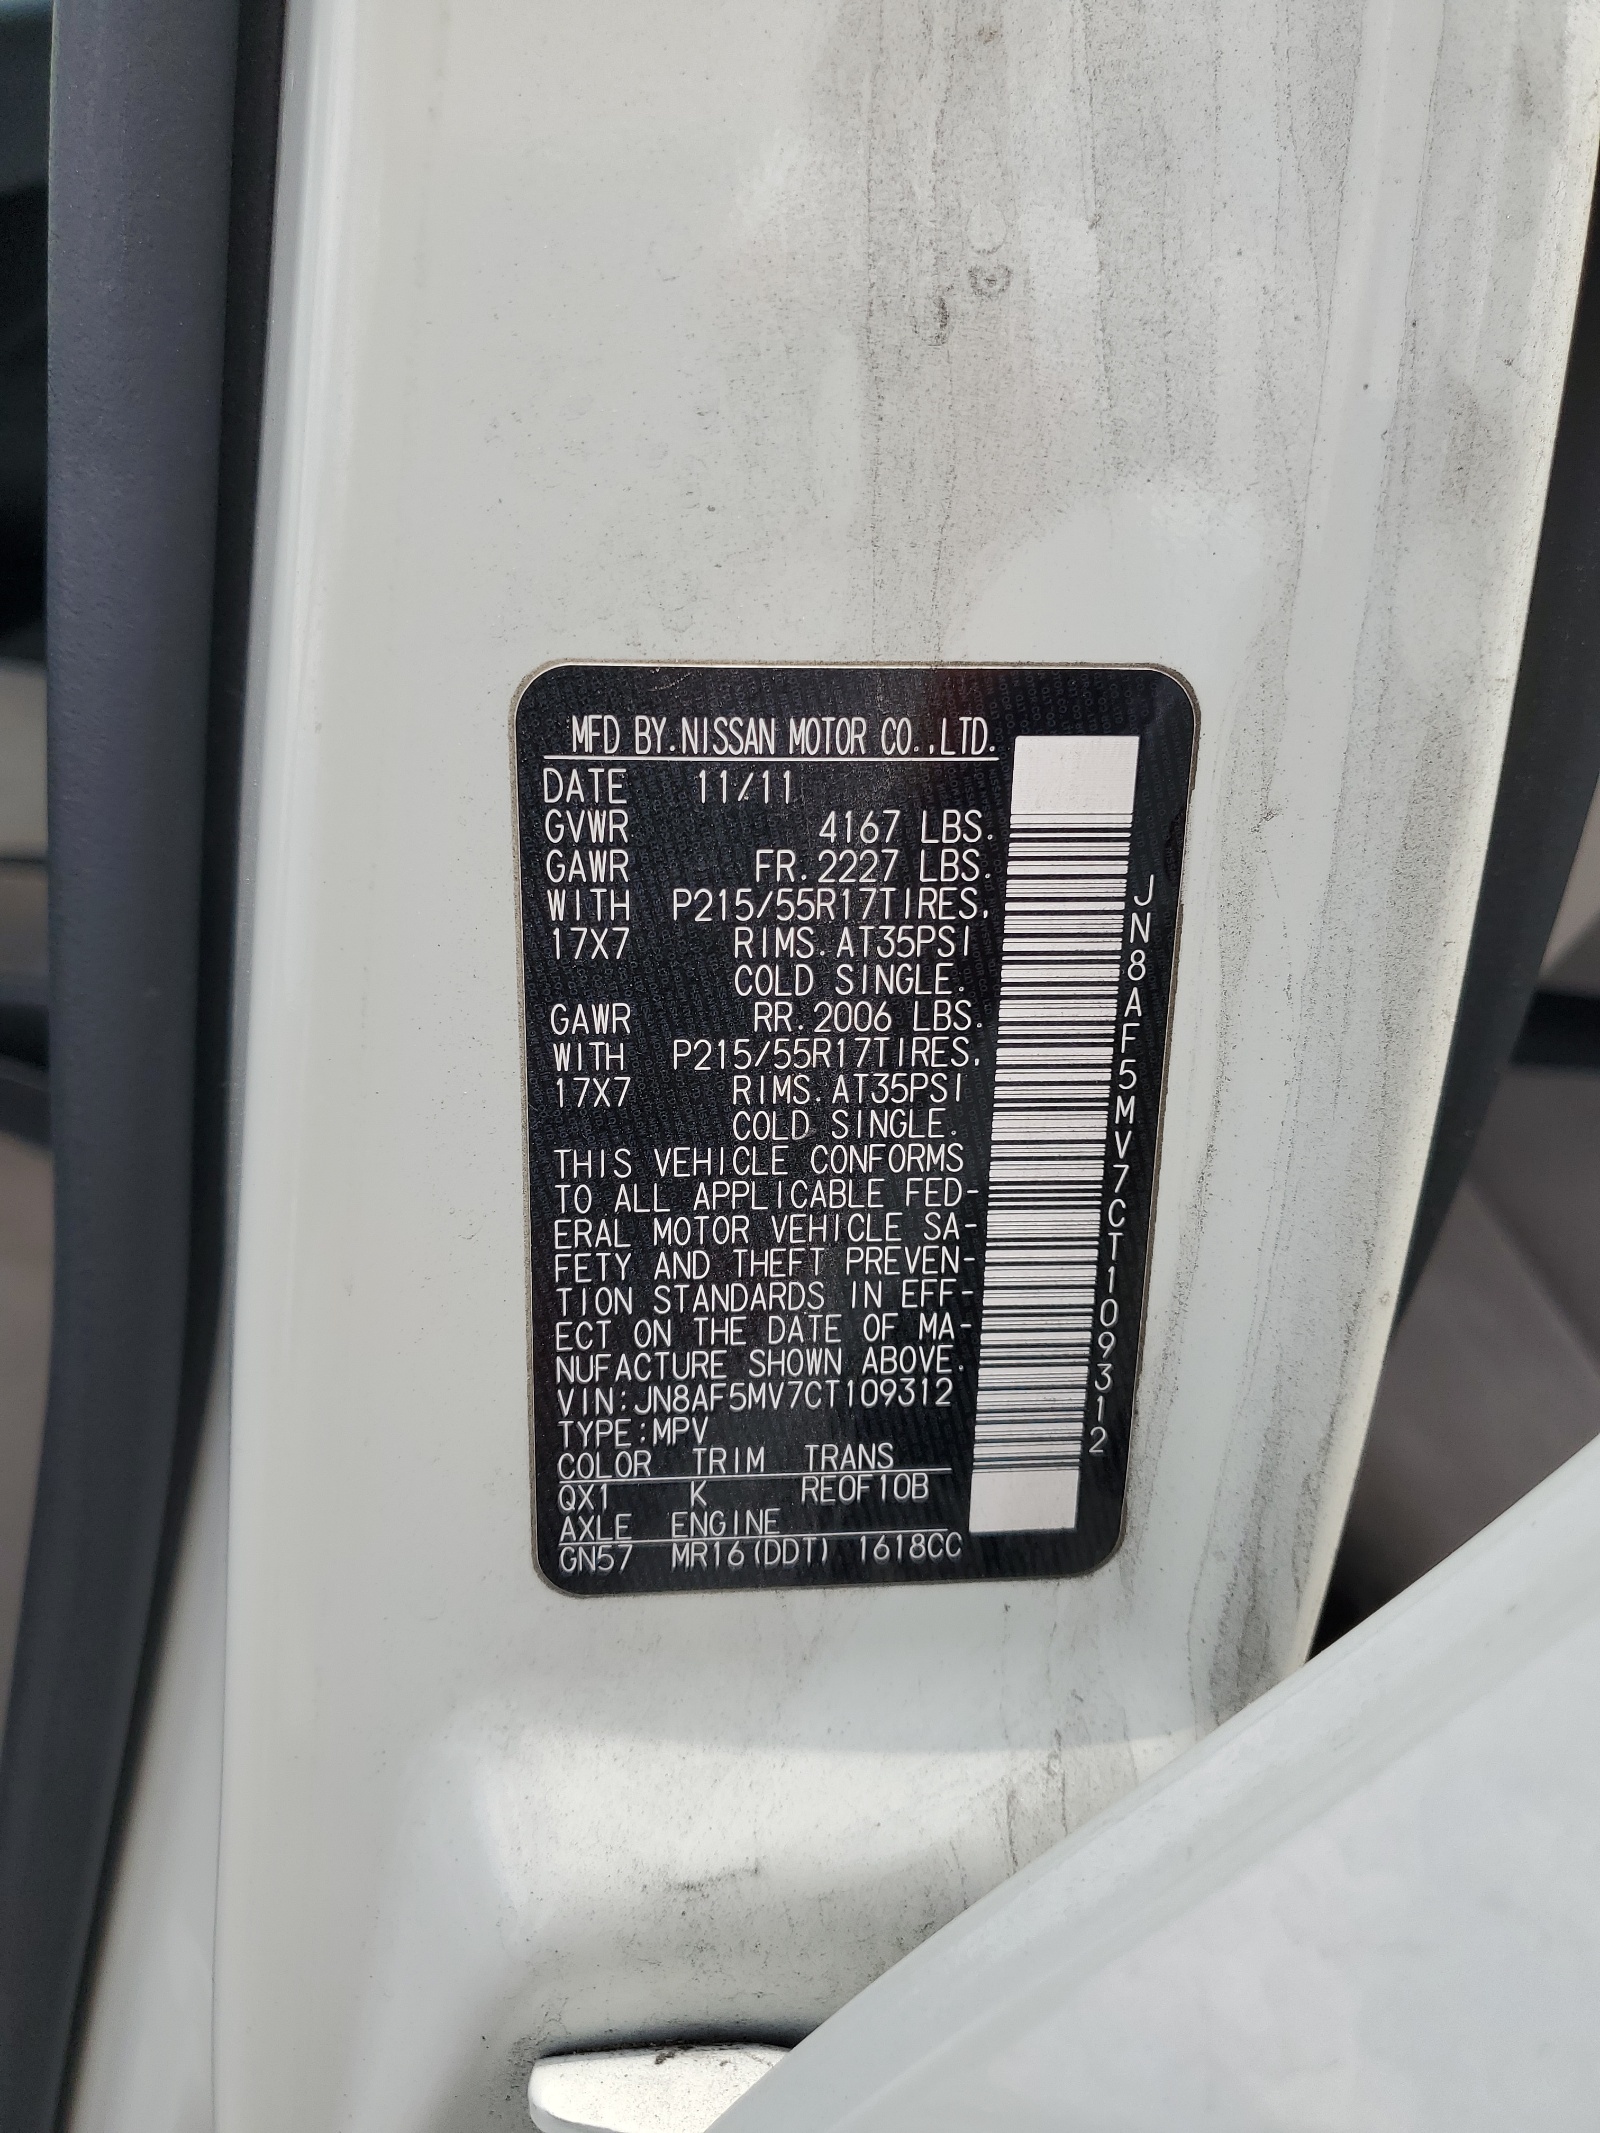 MFD BY.NISSAN MOTOR CO.,LTD.
DATE 11/11
GVWR 4167 LBS.
GAWR FR.2227 LBS.
WITH P215/55R17TIRES,
17X7 RIMS.AT35PSI
COLD SINGLE.
GAWR RR.2006 LBS.
WITH P215/55R17TIRES,
17X7 RIMS.AT35PSI
COLD SINGLE.
THIS VEHICLE CONFORMS
TO ALL APPLICABLE FED-
ERAL MOTOR VEHICLE SA-
FETY AND THEFT PREVEN-
TION STANDARDS IN EFF-
ECT ON THE DATE OF MA-
NUFACTURE SHOWN ABOVE.
VIN:JN8AF5MV7CT109312
TYPE:MPV
COLOR TRIM TRANS
QX1 K RE0F10B
AXLE ENGINE
GN57 MR16(DDT) 1618CC
JN8AF5MV7CT109312